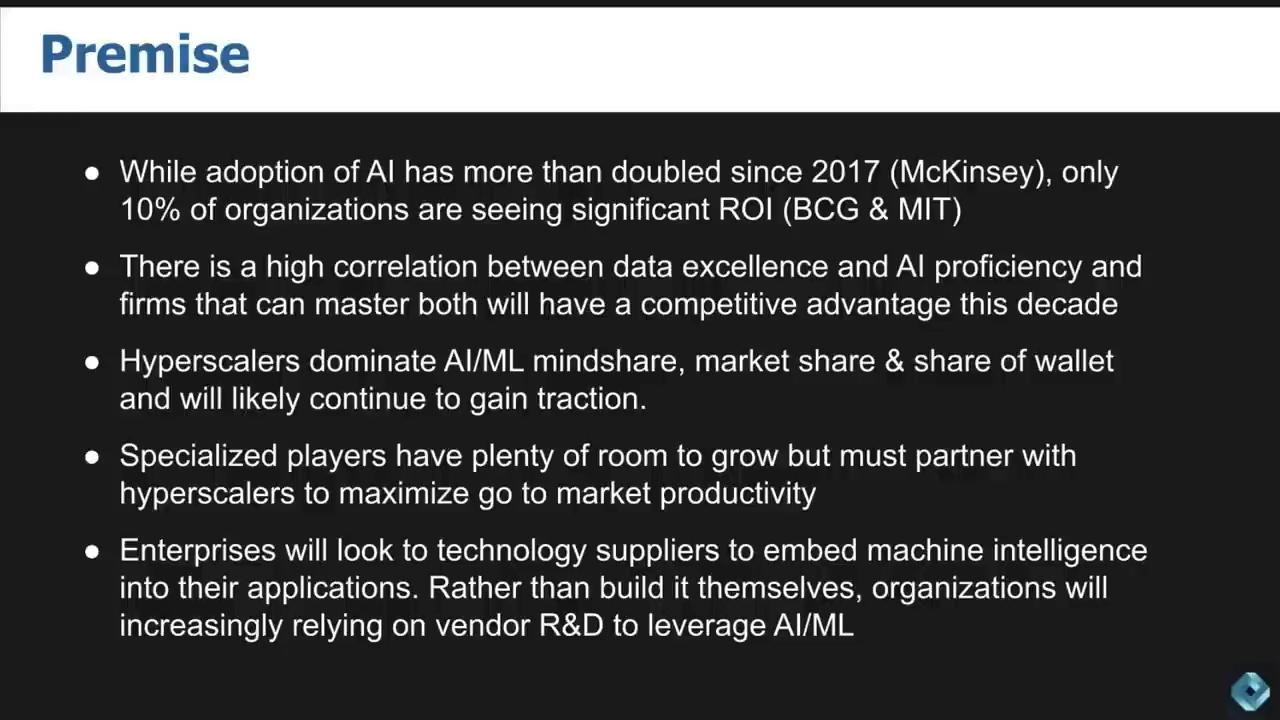 Premise
● While adoption of AI has more than doubled since 2017 (McKinsey), only
10% of organizations are seeing significant ROI (BCG & MIT)
● There is a high correlation between data excellence and AI proficiency and
firms that can master both will have a competitive advantage this decade
● Hyperscalers dominate AI/ML mindshare, market share & share of wallet
and will likely continue to gain traction.
● Specialized players have plenty of room to grow but must partner with
hyperscalers to maximize go to market productivity
● Enterprises will look to technology suppliers to embed machine intelligence
into their applications. Rather than build it themselves, organizations will
increasingly relying on vendor R&D to leverage AI/ML